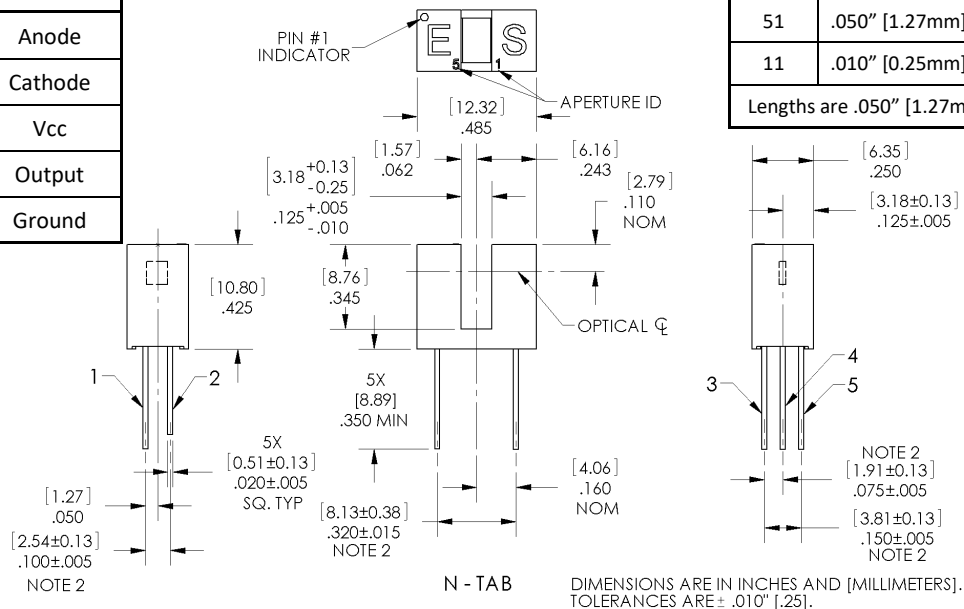 Anode
Cathode
Vcc
Output
Ground
51 .050” [1.27mm]
11 .010” [0.25mm]
Lengths are .050” [1.27m
PIN #1
INDICATOR
E S
5 1
APERTURE ID
[12.32]
.485
[1.57]
.062
[6.16]
.243
[3.18 +0.13 -0.25]
.125 +.005 -.010
[2.79]
.110
NOM
[6.35]
.250
[3.18±0.13]
.125±.005
[10.80]
.425
[8.76]
.345
OPTICAL ℄
1
2
5X
[8.89]
.350 MIN
3
4
5
5X
[0.51±0.13]
.020±.005
SQ. TYP
[1.27]
.050
[2.54±0.13]
.100±.005
NOTE 2
[8.13±0.38]
.320±.015
NOTE 2
[4.06]
.160
NOM
NOTE 2
[1.91±0.13]
.075±.005
[3.81±0.13]
.150±.005
NOTE 2
N - TAB
DIMENSIONS ARE IN INCHES AND [MILLIMETERS].
TOLERANCES ARE ± .010" [.25].